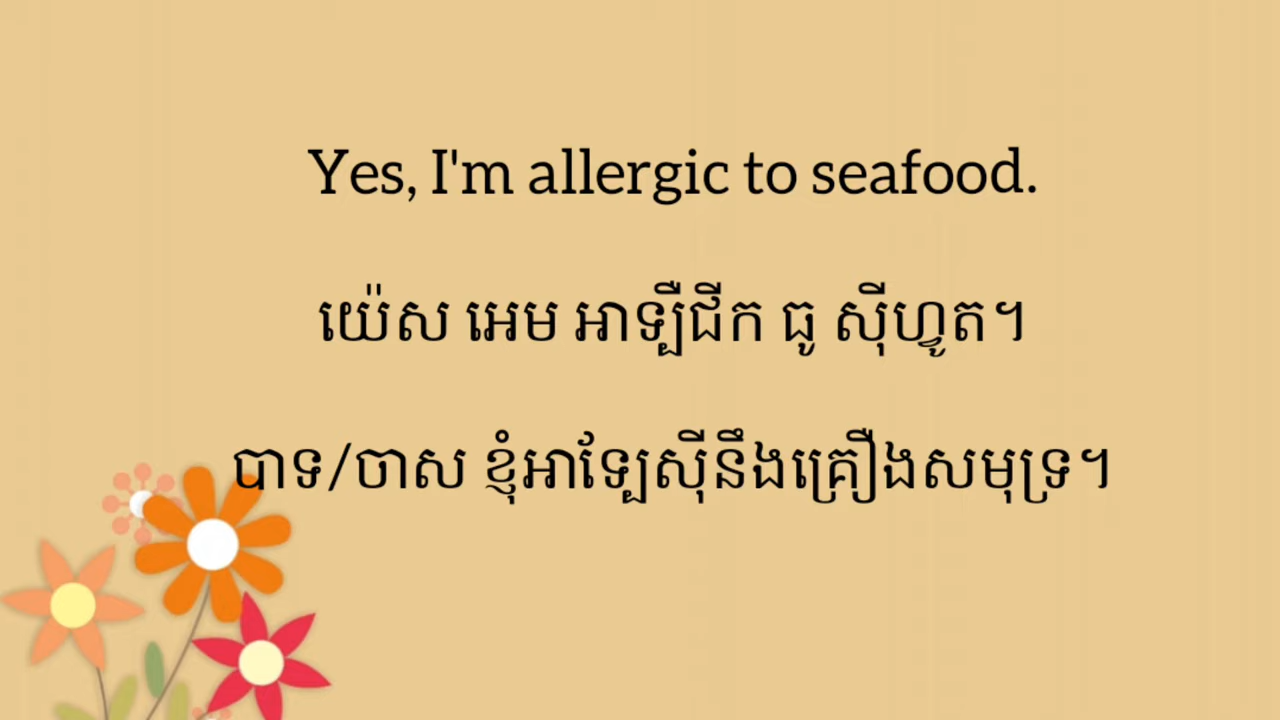 Yes, I'm allergic to seafood.
យ៉េស អេម អាឡឺជីក ធូ ស៊ីហ្វូត។
បាទ/ចាស ខ្ញុំអាឡែស៊ីនឹងគ្រឿងសមុទ្រ។